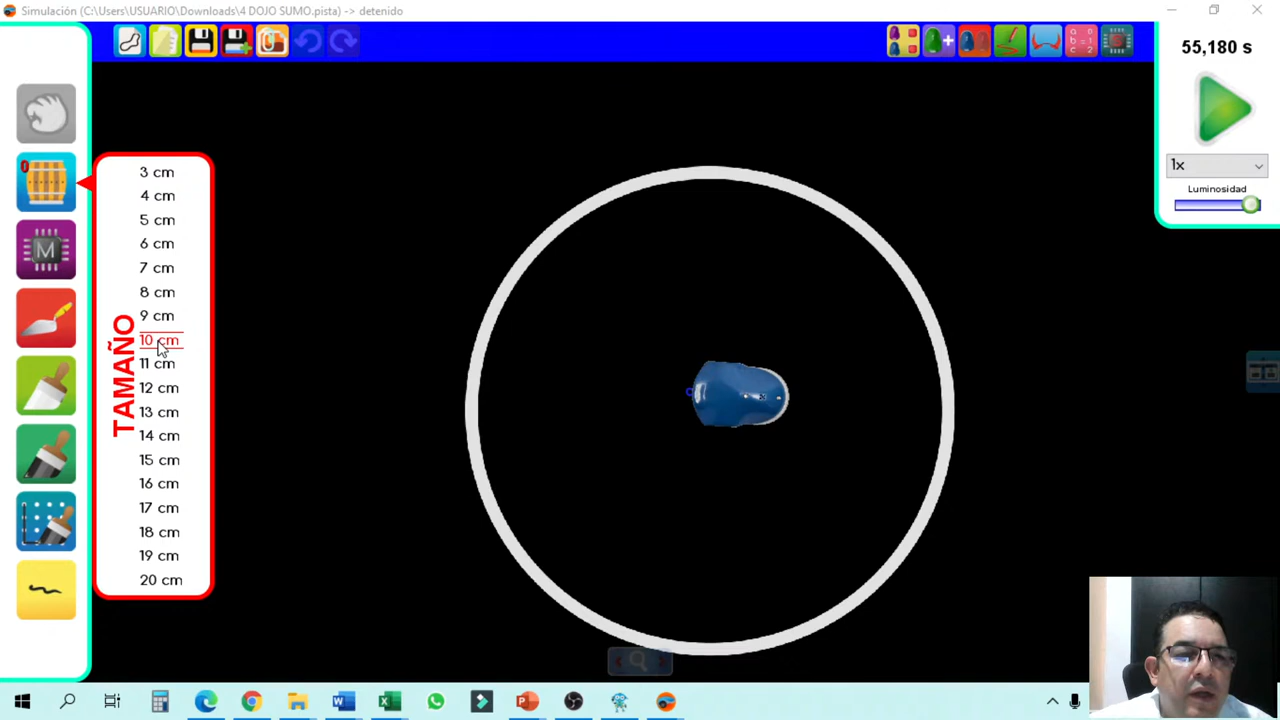 Simulación (C:\Users\USUARIO\Downloads\4 DOJO SUMO.pista) -> detenido
55,180 s
1x
Luminosidad
TAMAÑO
3 cm
4 cm
5 cm
6 cm
7 cm
8 cm
9 cm
10 cm
11 cm
12 cm
13 cm
14 cm
15 cm
16 cm
17 cm
18 cm
19 cm
20 cm
M